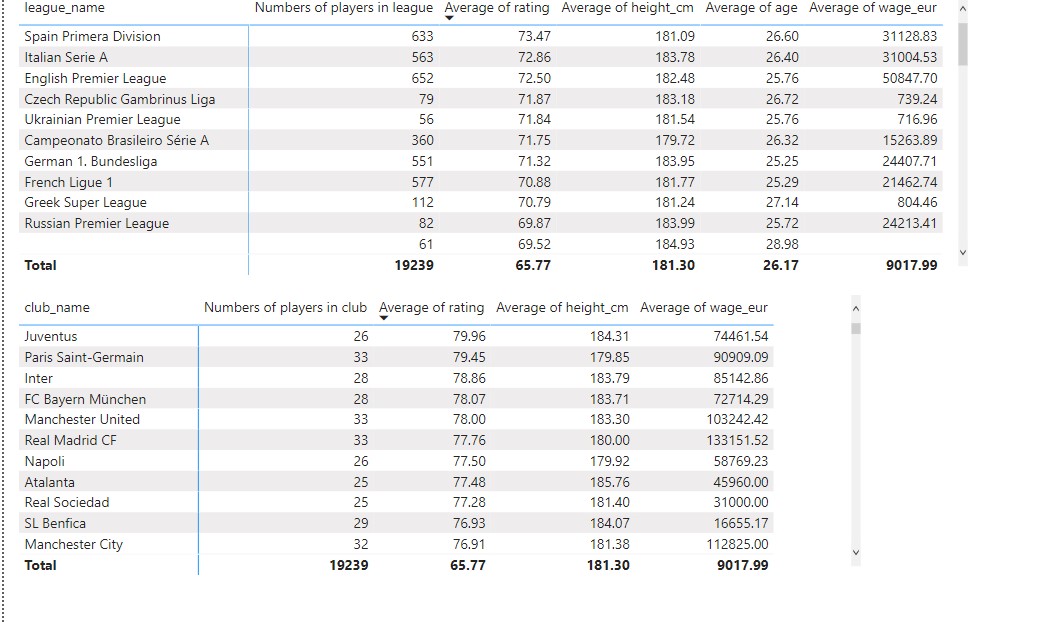 league_name Numbers of players in league Average of rating Average of height_cm Average of age Average of wage_eur
Spain Primera Division 633 73.47 181.09 26.60 31128.83
Italian Serie A 563 72.86 183.78 26.40 31004.53
English Premier League 652 72.50 182.48 25.76 50847.70
Czech Republic Gambrinus Liga 79 71.87 183.18 26.72 739.24
Ukrainian Premier League 56 71.84 181.54 25.76 716.96
Campeonato Brasileiro Série A 360 71.75 179.72 26.32 15263.89
German 1. Bundesliga 551 71.32 183.95 25.25 24407.71
French Ligue 1 577 70.88 181.77 25.29 21462.74
Greek Super League 112 70.79 181.24 27.14 804.46
Russian Premier League 82 69.87 183.99 25.72 24213.41
61 69.52 184.93 28.98
Total 19239 65.77 181.30 26.17 9017.99
club_name Numbers of players in club Average of rating Average of height_cm Average of wage_eur
Juventus 26 79.96 184.31 74461.54
Paris Saint-Germain 33 79.45 179.85 90909.09
Inter 28 78.86 183.79 85142.86
FC Bayern München 28 78.07 183.71 72714.29
Manchester United 33 78.00 183.30 103242.42
Real Madrid CF 33 77.76 180.00 133151.52
Napoli 26 77.50 179.92 58769.23
Atalanta 25 77.48 185.76 45960.00
Real Sociedad 25 77.28 181.40 31000.00
SL Benfica 29 76.93 184.07 16655.17
Manchester City 32 76.91 181.38 112825.00
Total 19239 65.77 181.30 9017.99